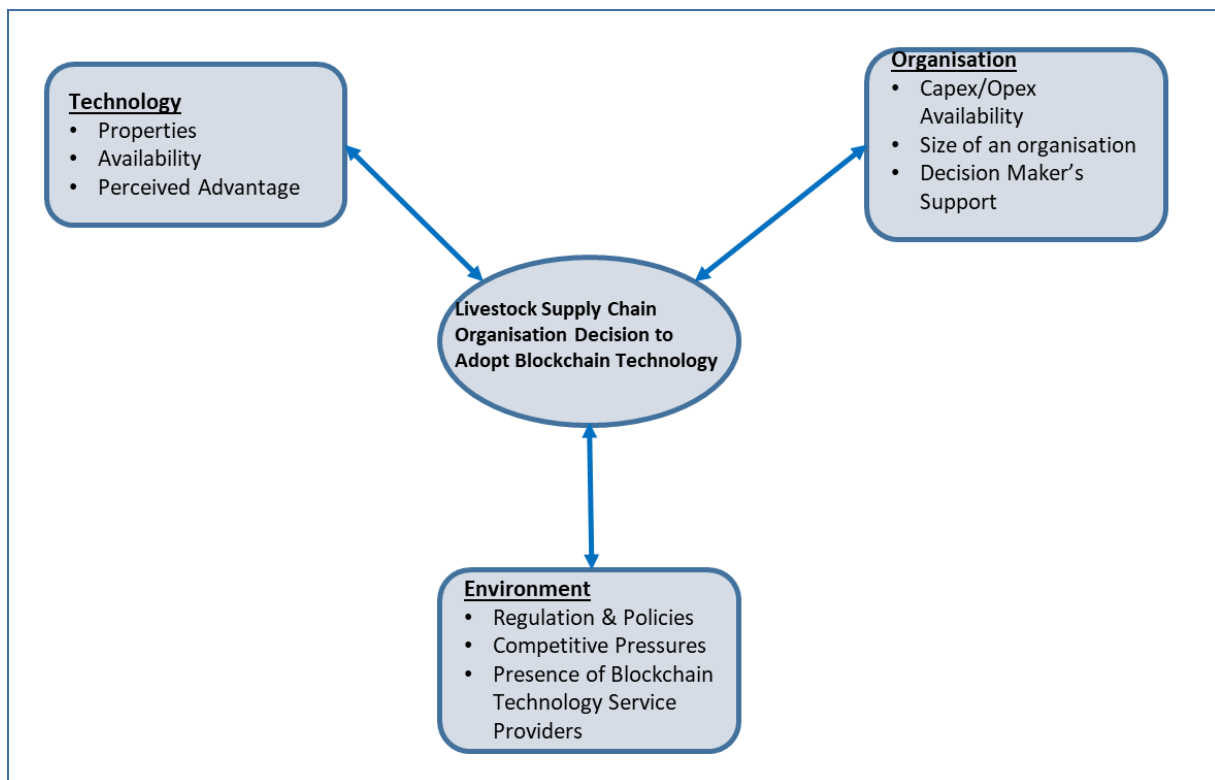 Technology
• Properties
• Availability
• Perceived Advantage
Organisation
• Capex/Opex
Availability
• Size of an organisation
• Decision Maker's
Support
Livestock Supply Chain
Organisation Decision to
Adopt Blockchain Technology
Environment
• Regulation & Policies
• Competitive Pressures
• Presence of Blockchain
Technology Service
Providers